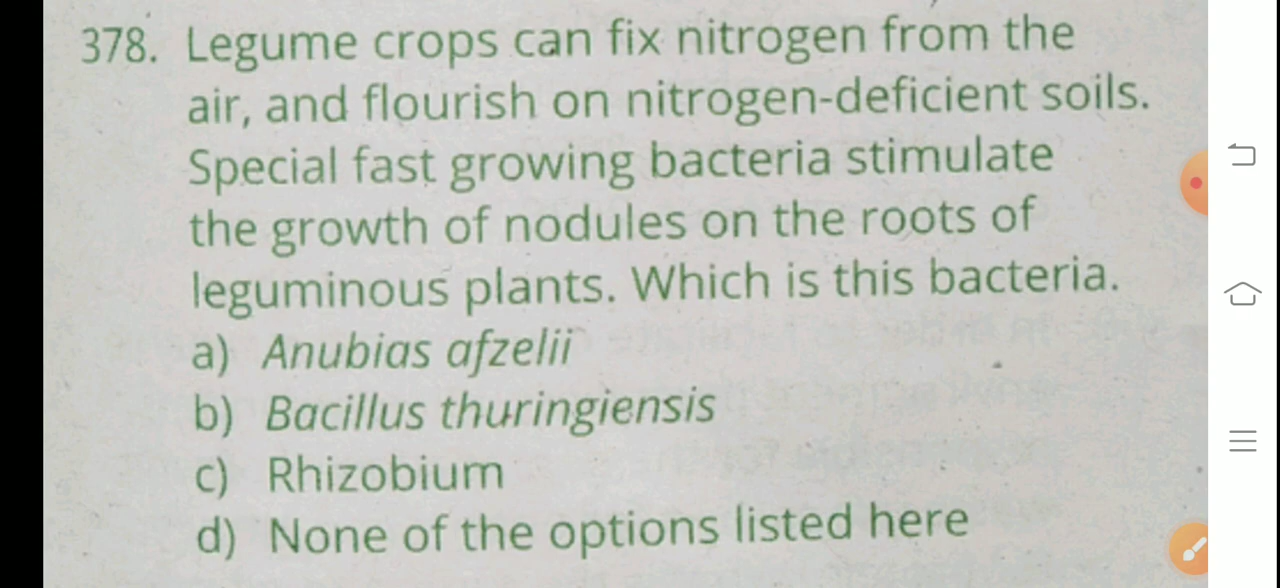 378. Legume crops can fix nitrogen from the
air, and flourish on nitrogen-deficient soils.
Special fast growing bacteria stimulate
the growth of nodules on the roots of
leguminous plants. Which is this bacteria.
a) Anubias afzelii
b) Bacillus thuringiensis
c) Rhizobium
d) None of the options listed here